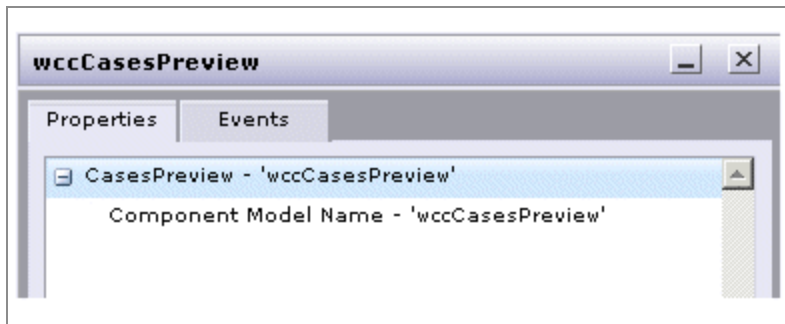 wccCasesPreview
Properties Events
CasesPreview - 'wccCasesPreview'
Component Model Name - 'wccCasesPreview'